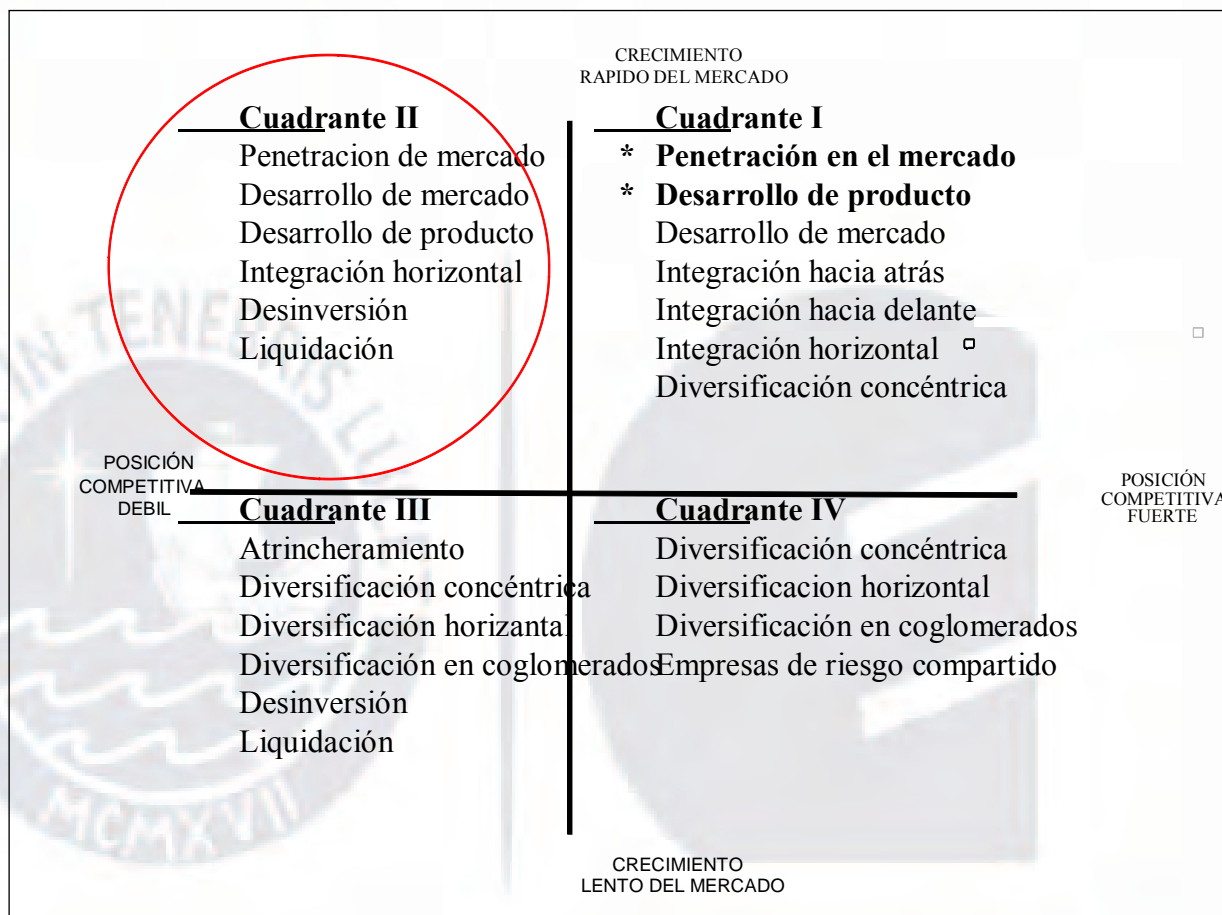 CRECIMIENTO
RAPIDO DEL MERCADO
Cuadrante II
Penetracion de mercado
Desarrollo de mercado
Desarrollo de producto
Integración horizontal
Desinversión
Liquidación
Cuadrante I
* Penetración en el mercado
* Desarrollo de producto
Desarrollo de mercado
Integración hacia atrás
Integración hacia delante
Integración horizontal
Diversificación concéntrica
POSICIÓN
COMPETITIVA
DEBIL
POSICIÓN
COMPETITIVA
FUERTE
Cuadrante III
Atrincheramiento
Diversificación concéntrica
Diversificación horizantal
Diversificación en coglomerados
Desinversión
Liquidación
Cuadrante IV
Diversificación concéntrica
Diversificacion horizontal
Diversificación en coglomerados
Empresas de riesgo compartido
CRECIMIENTO
LENTO DEL MERCADO
IN TENEBRIS
MCMXVII